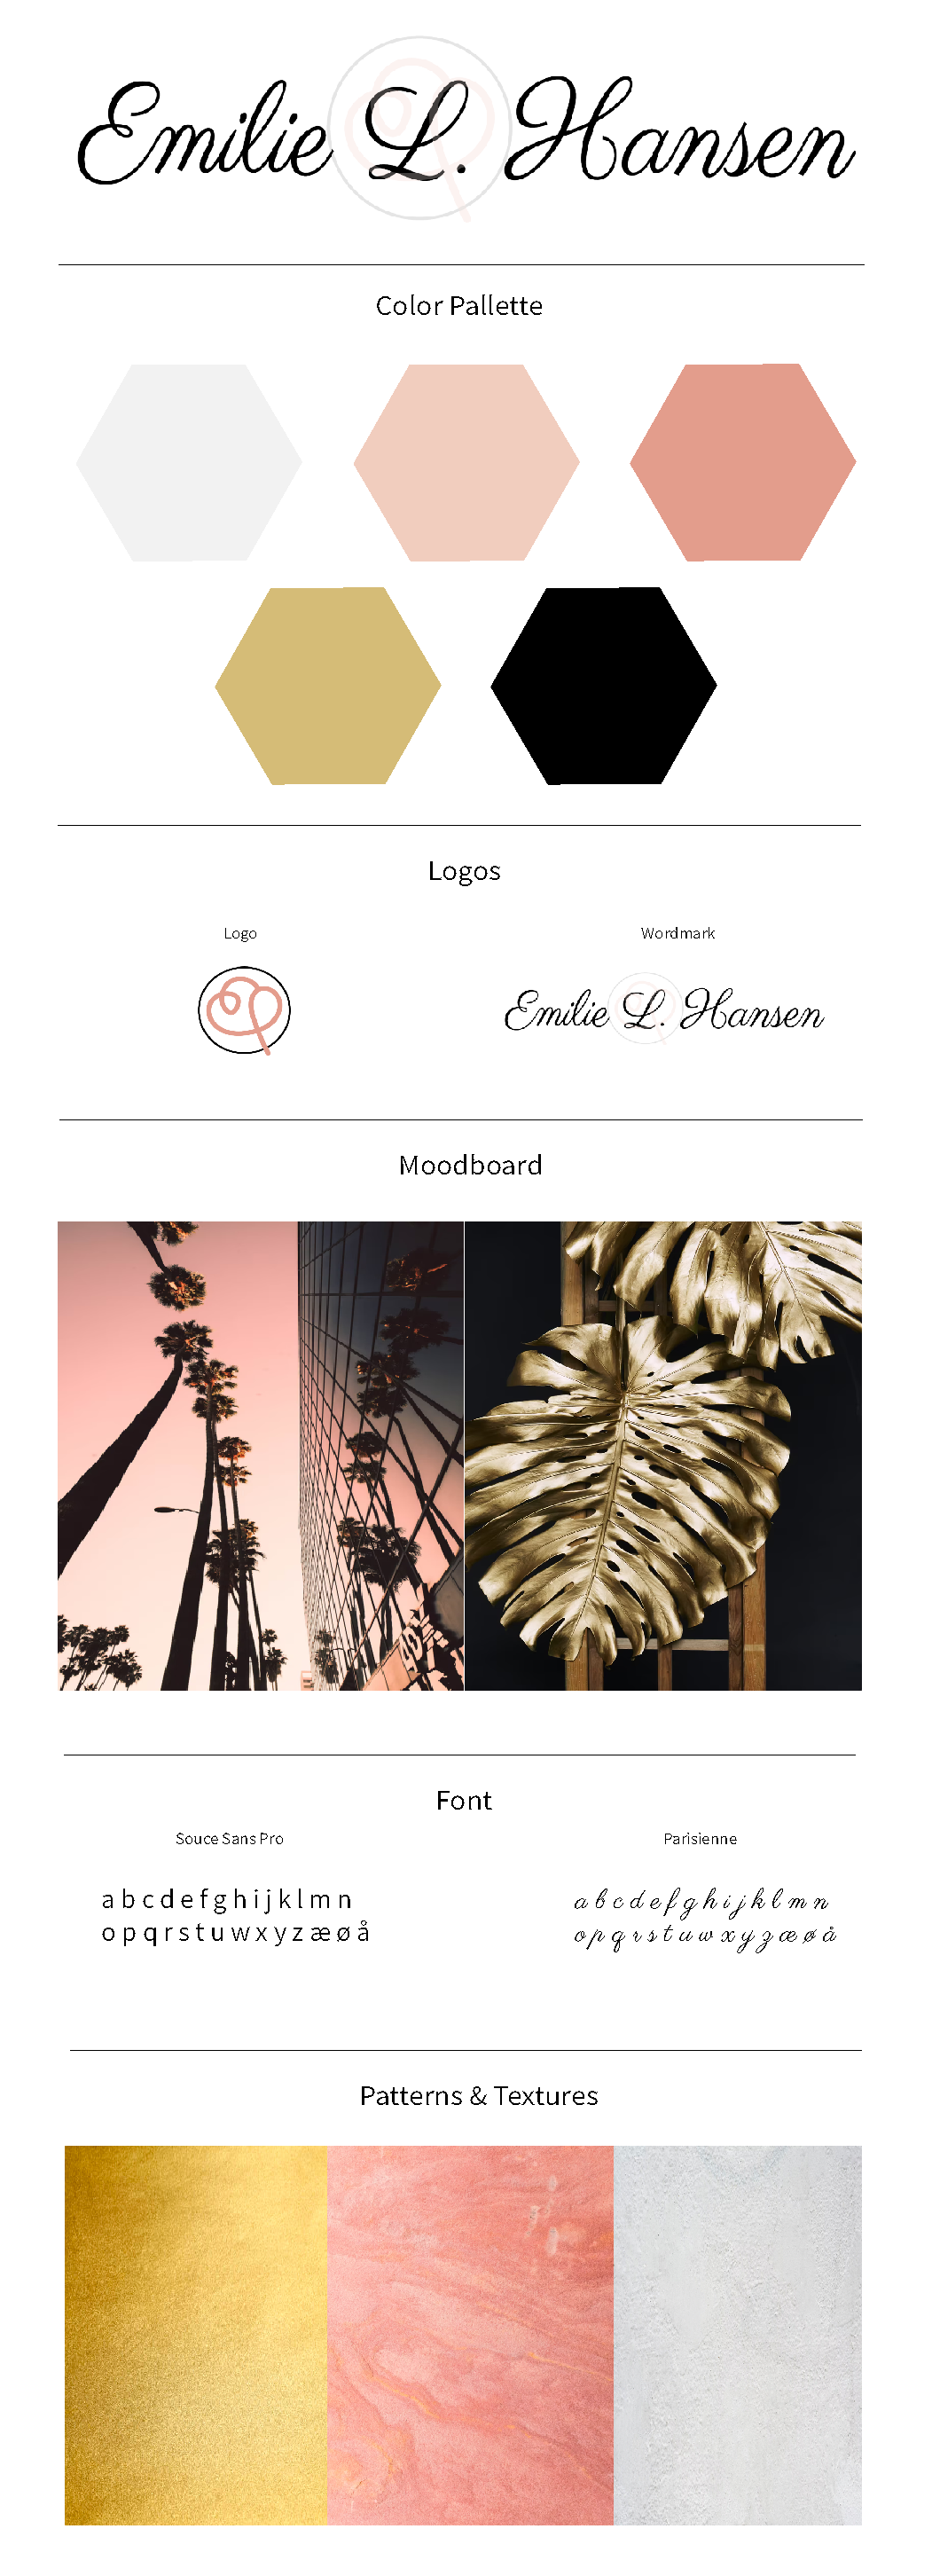 Emilie L. Hansen
Color Pallette
Logos
Logo
Wordmark
Emilie L. Hansen
Moodboard
Font
Souce Sans Pro
Parisienne
a b c d e f g h i j k l m n
o p q r s t u w x y z æ ø å
a b c d e f g h i j k l m n
o p q r s t u w x y z æ ø å
Patterns & Textures